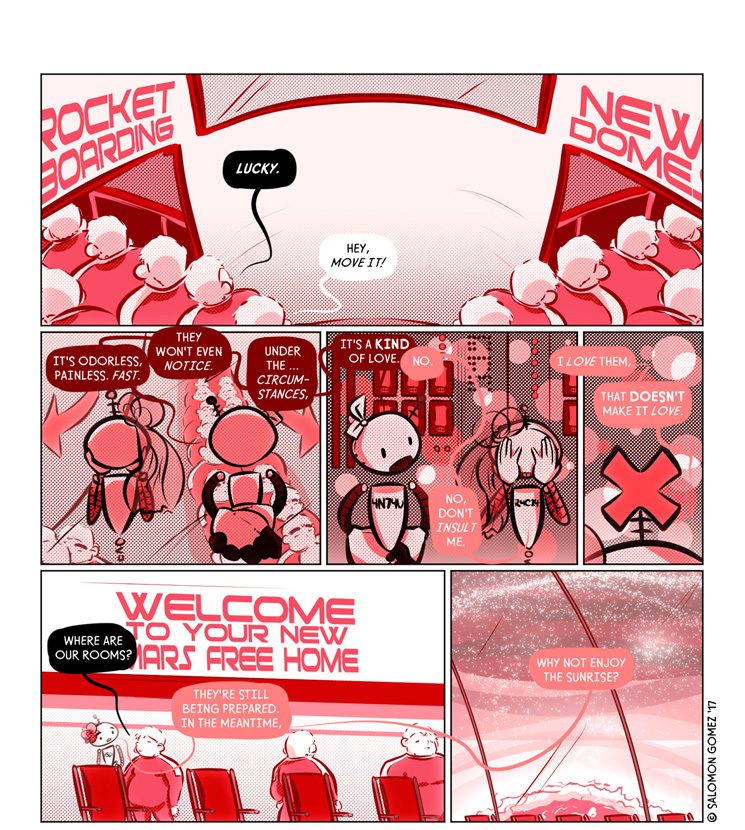 ROCKET
BOARDING
NEW
DOMES
LUCKY.
HEY,
MOVE IT!
IT'S ODORLESS,
PAINLESS. FAST.
THEY
WON'T EVEN
NOTICE.
UNDER
THE ...
CIRCUM-
STANCES,
IT'S A KIND
OF LOVE.
NO.
4N74U
24C24
NO,
DON'T
INSULT
ME.
I LOVE THEM,
THAT DOESN'T
MAKE IT LOVE.
WELCOME
TO YOUR NEW
MARS FREE HOME
WHERE ARE
OUR ROOMS?
THEY'RE STILL
BEING PREPARED.
IN THE MEANTIME,
WHY NOT ENJOY
THE SUNRISE?
© SALOMON GOMEZ '17